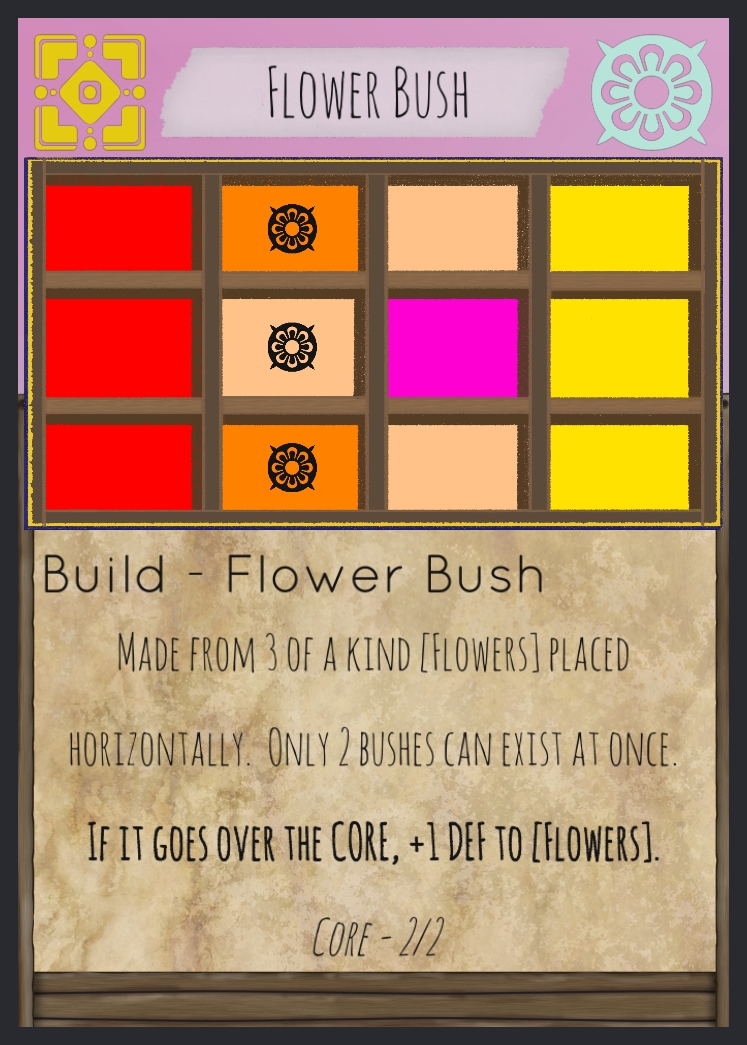 Flower Bush
Build - Flower Bush
Made from 3 of a kind [Flowers] placed
horizontally. Only 2 bushes can exist at once.
If it goes over the CORE, +1 DEF to [Flowers].
Core - 2/2